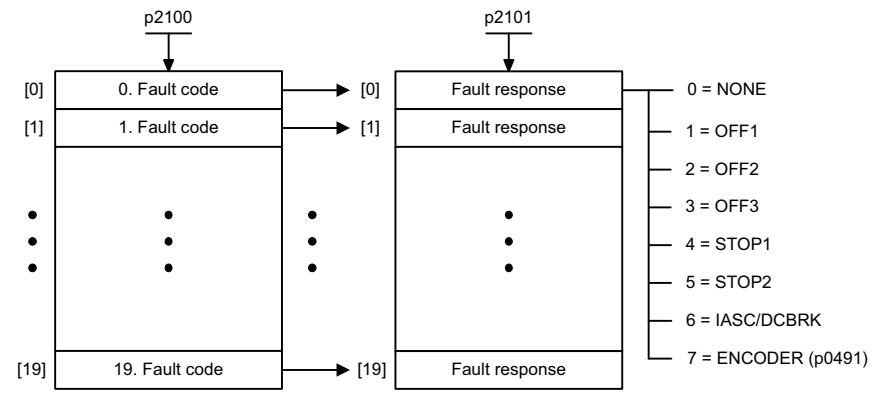 p2100 p2101
[0] 0. Fault code [0] Fault response 0 = NONE
[1] 1. Fault code [1] Fault response 1 = OFF1
2 = OFF2
3 = OFF3
4 = STOP1
5 = STOP2
6 = IASC/DCBRK
7 = ENCODER (p0491)
[19] 19. Fault code [19] Fault response